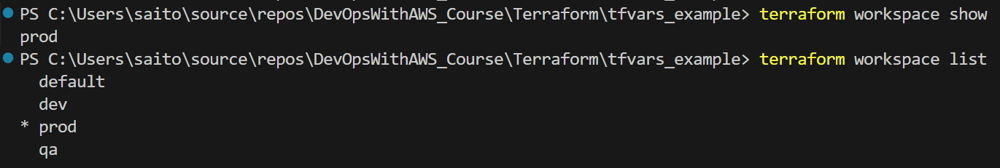 PS C:\Users\saito\source\repos\DevOpsWithAWS_Course\Terraform\tfvars_example> terraform workspace show
prod
PS C:\Users\saito\source\repos\DevOpsWithAWS_Course\Terraform\tfvars_example> terraform workspace list
  default
  dev
* prod
  qa